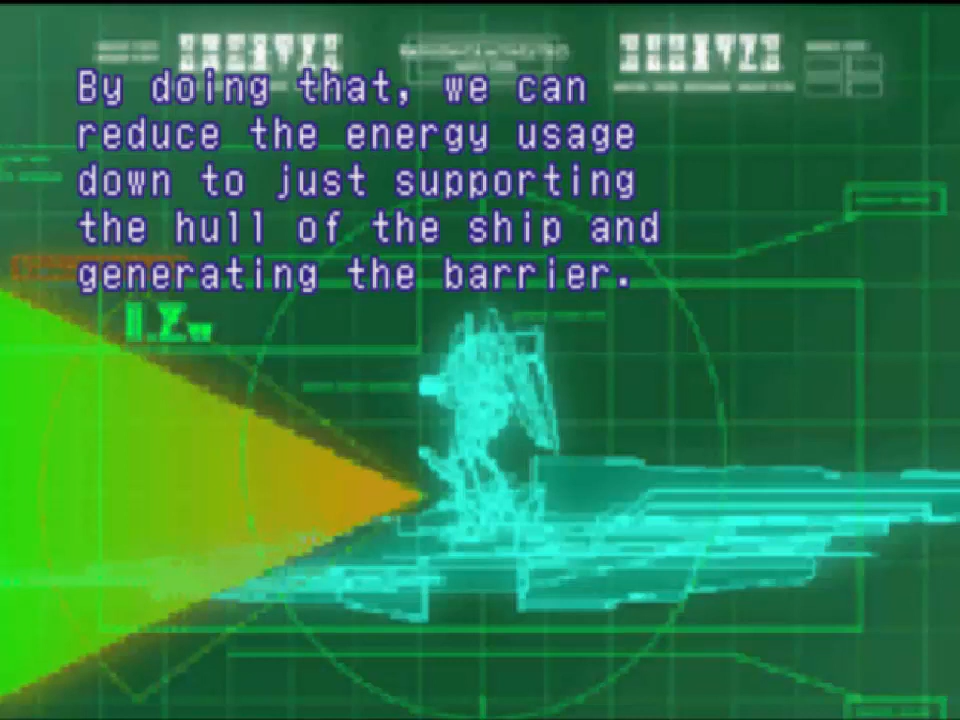 By doing that, we can
reduce the energy usage
down to just supporting
the hull of the ship and
generating the barrier.